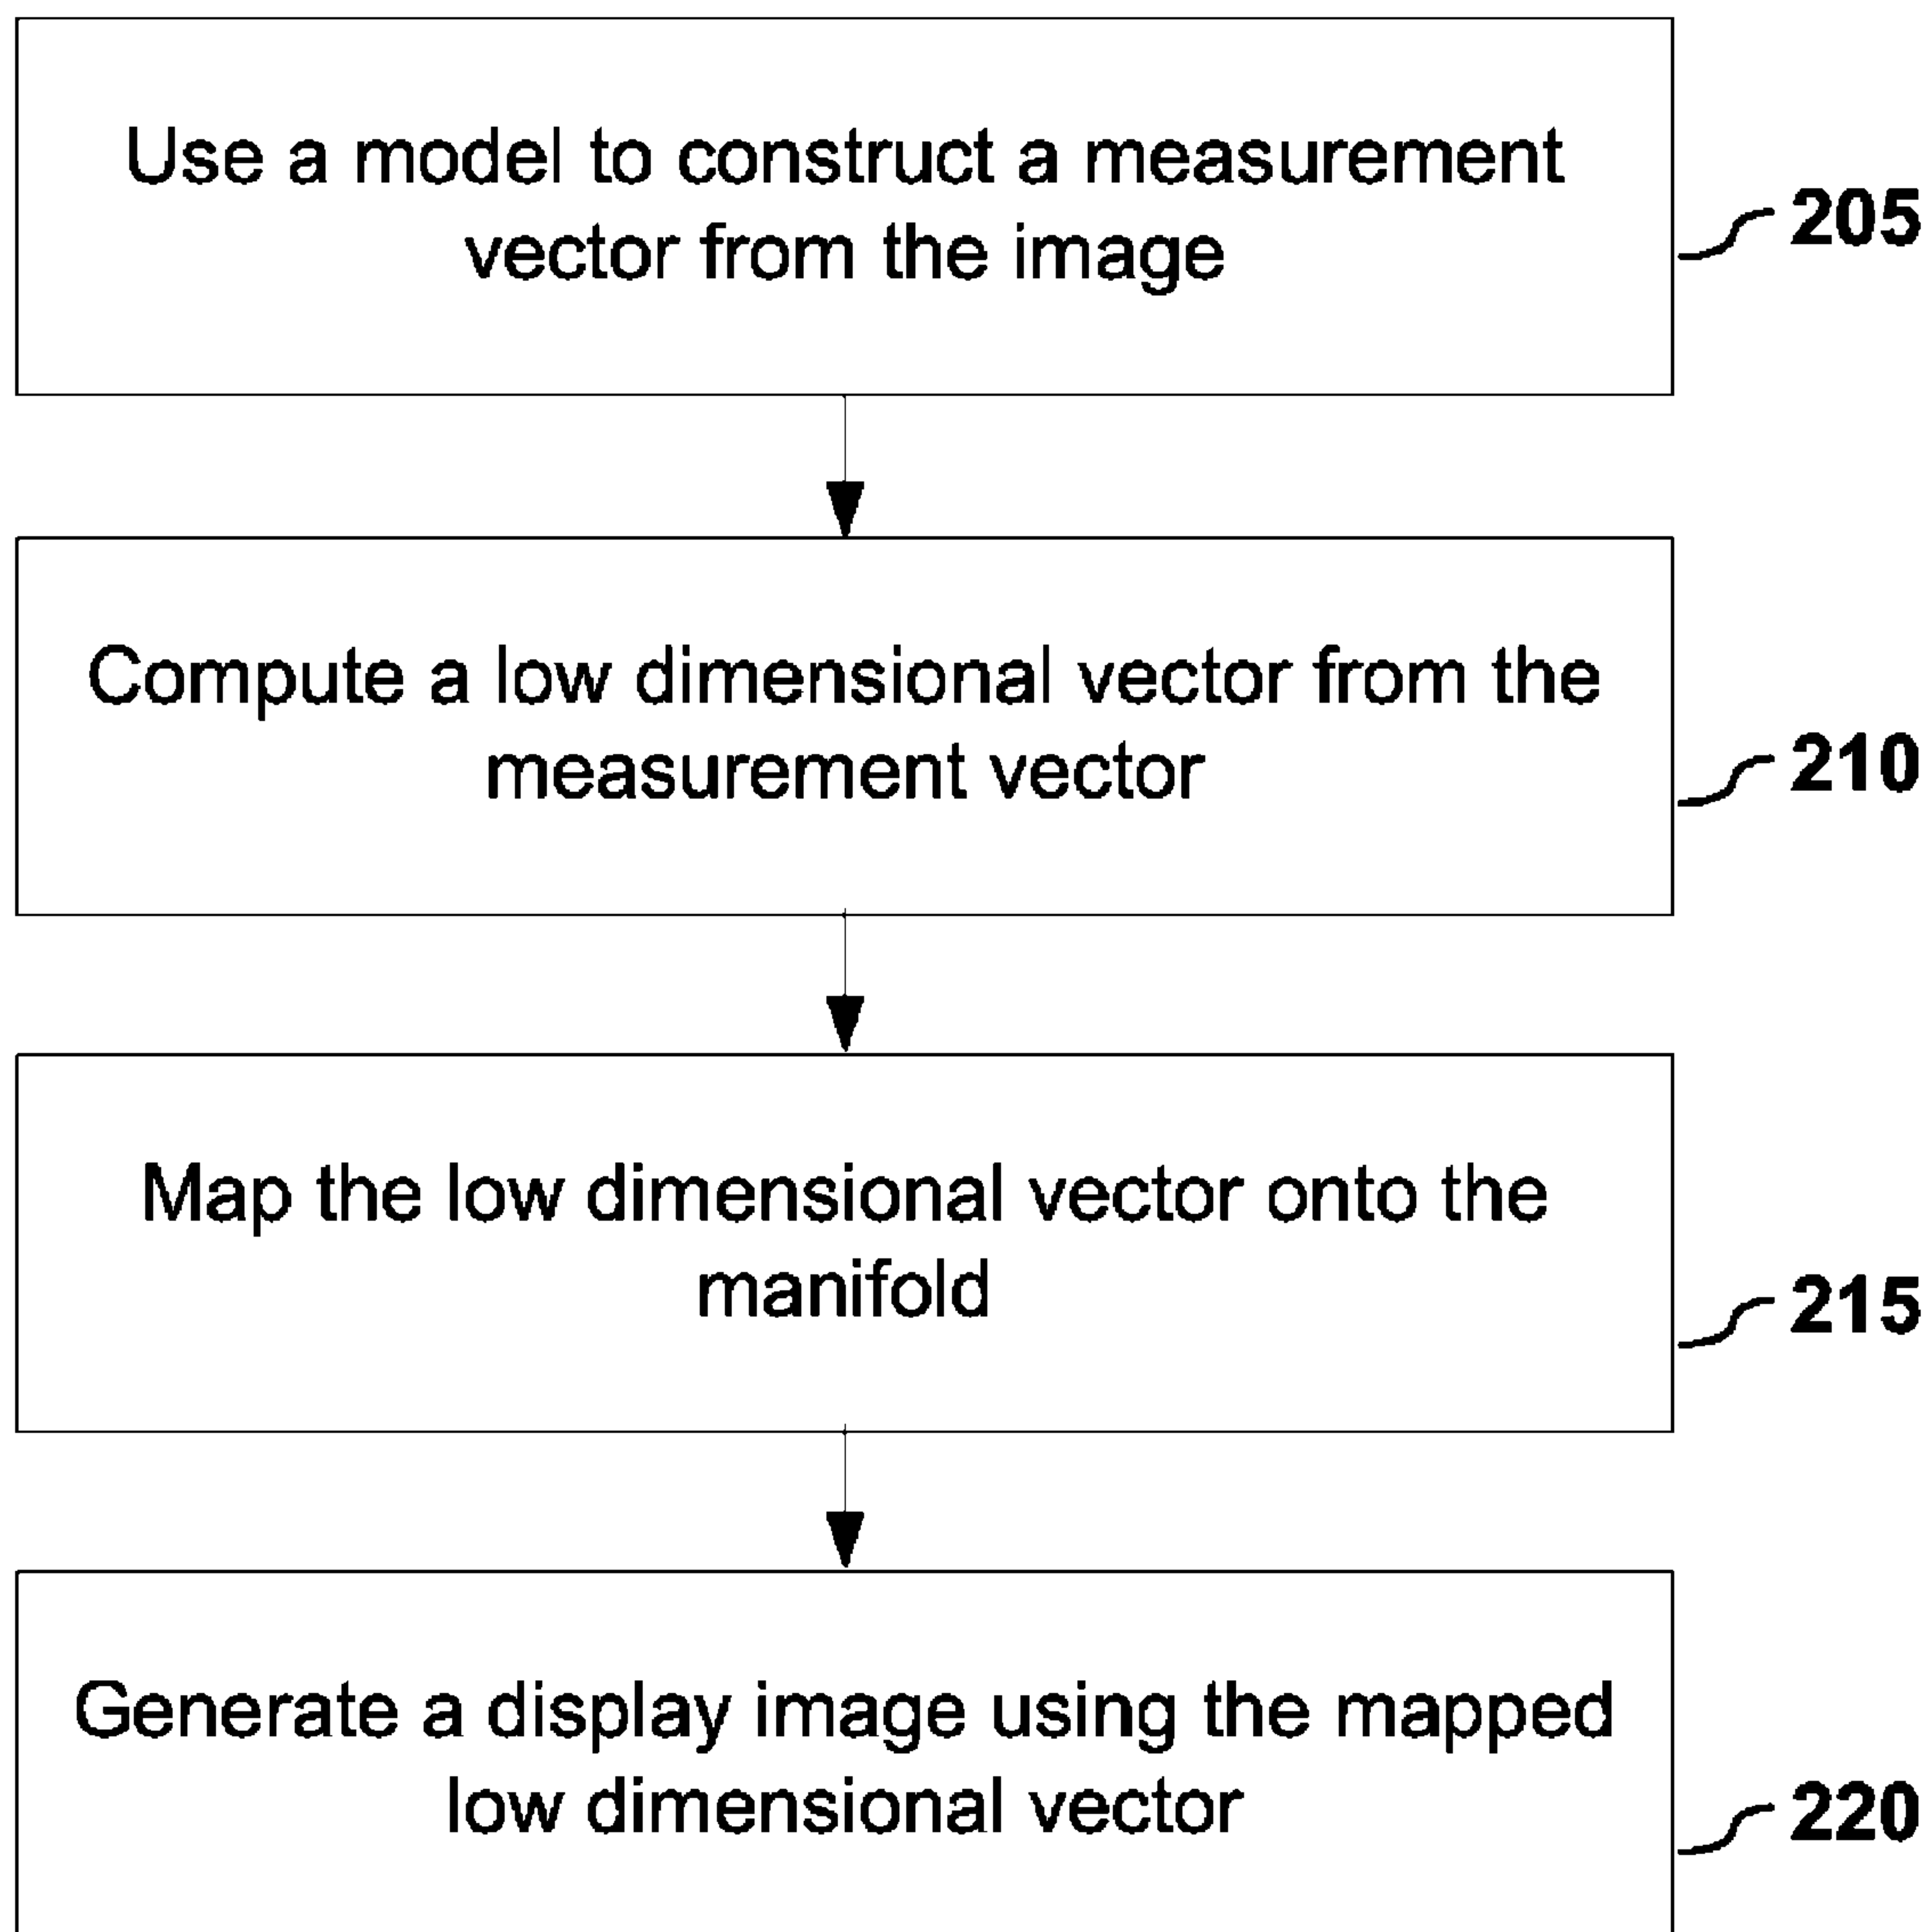 Use a model to construct a measurement
vector from the image
205
Compute a low dimensional vector from the
measurement vector
210
Map the low dimensional vector onto the
manifold
215
Generate a display image using the mapped
low dimensional vector
220